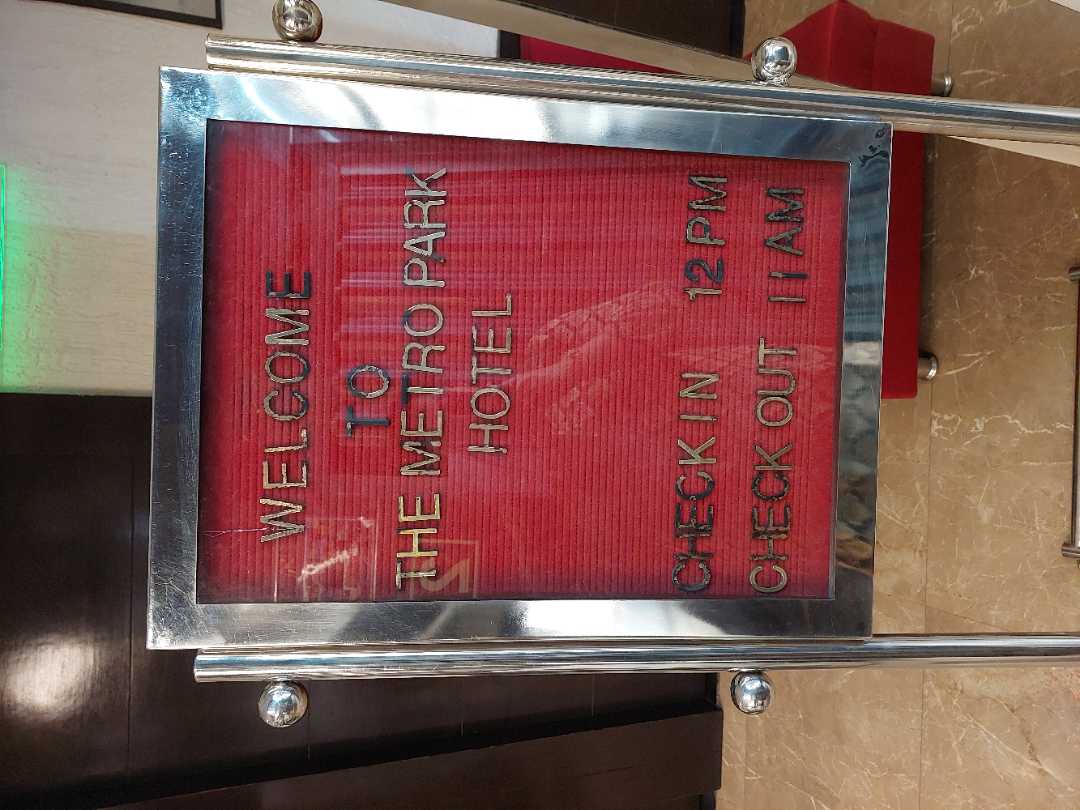 WELCOME
TO
THE METRO PARK
HOTEL
CHECK IN 12 PM
CHECK OUT 11 AM